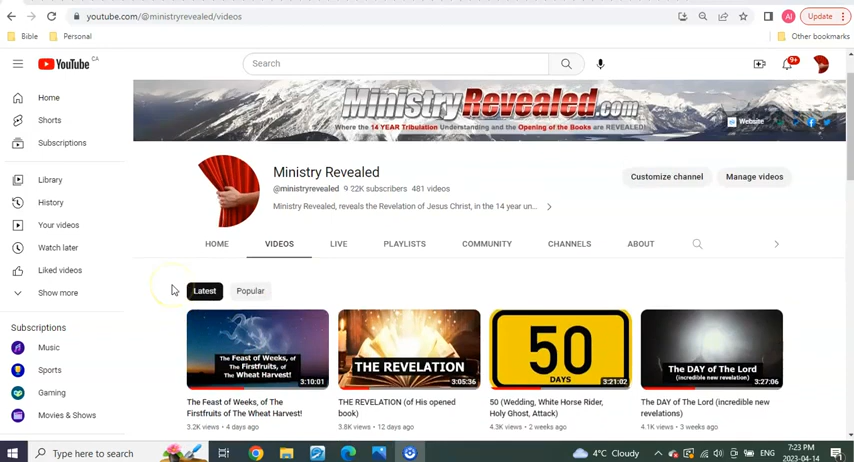 youtube.com/@ministryrevealed/videos
AI
Update
Bible
Personal
Other bookmarks
YouTube CA
Search
9+
MinistryRevealed.com
Where the 14 YEAR Tribulation Understanding and the Opening of the Books are REVEALED
Website
Home
Shorts
Subscriptions
Library
History
Your videos
Watch later
Liked videos
Show more
Subscriptions
Music
Sports
Gaming
Movies & Shows
Ministry Revealed
@ministryrevealed 9.22K subscribers 481 videos
Ministry Revealed, reveals the Revelation of Jesus Christ, in the 14 year un...
Customize channel
Manage videos
HOME VIDEOS LIVE PLAYLISTS COMMUNITY CHANNELS ABOUT
Latest Popular
The Feast of Weeks, of
The Firstfruits, of
The Wheat Harvest!
3:10:01
THE REVELATION
3:05:36
50
DAYS
3:21:02
The DAY of The Lord
(incredible new revelation)
3:27:06
The Feast of Weeks, of The
Firstfruits of The Wheat Harvest!
3.2K views • 4 days ago
THE REVELATION (of His opened
book)
3.8K views • 12 days ago
50 (Wedding, White Horse Rider,
Holy Ghost, Attack)
4.3K views • 2 weeks ago
The DAY of The Lord (incredible new
revelations)
4.1K views • 3 weeks ago
Type here to search
4°C Cloudy
ENG
7:23 PM
2023-04-14